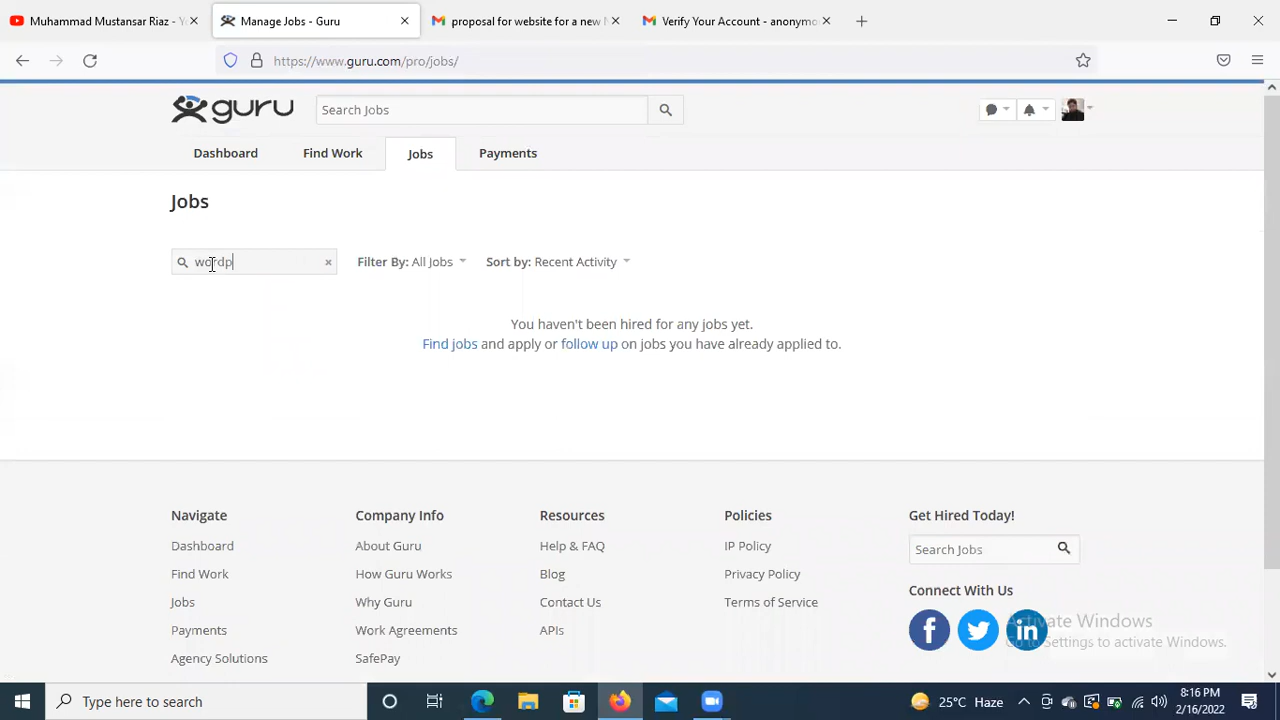 Muhammad Mustansar Riaz - Yo
Manage Jobs - Guru
proposal for website for a new N
Verify Your Account - anonymo
https://www.guru.com/pro/jobs/
guru
Search Jobs
Dashboard
Find Work
Jobs
Payments
Jobs
wordp
Filter By: All Jobs
Sort by: Recent Activity
You haven't been hired for any jobs yet.
Find jobs and apply or follow up on jobs you have already applied to.
Navigate
Company Info
Resources
Policies
Get Hired Today!
Dashboard
About Guru
Help & FAQ
IP Policy
Search Jobs
Find Work
How Guru Works
Blog
Privacy Policy
Connect With Us
Jobs
Why Guru
Contact Us
Terms of Service
Payments
Work Agreements
APIs
f
in
Activate Windows
Go to Settings to activate Windows.
Agency Solutions
SafePay
Type here to search
25°C Haze
8:16 PM
2/16/2022